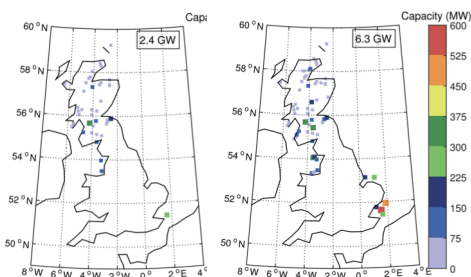 Capa
Capacity (MW)
60°N
58°N
56°N
54°N
52°N
50°N
8°W
6°W
4°W
2°W
0°
2°E
4°
2.4 GW
60°N
58°N
56°N
54°N
52°N
50°N
8°W
6°W
4°W
2°W
0°
2°E
4°E
6.3 GW
600
525
450
375
300
225
150
75
0